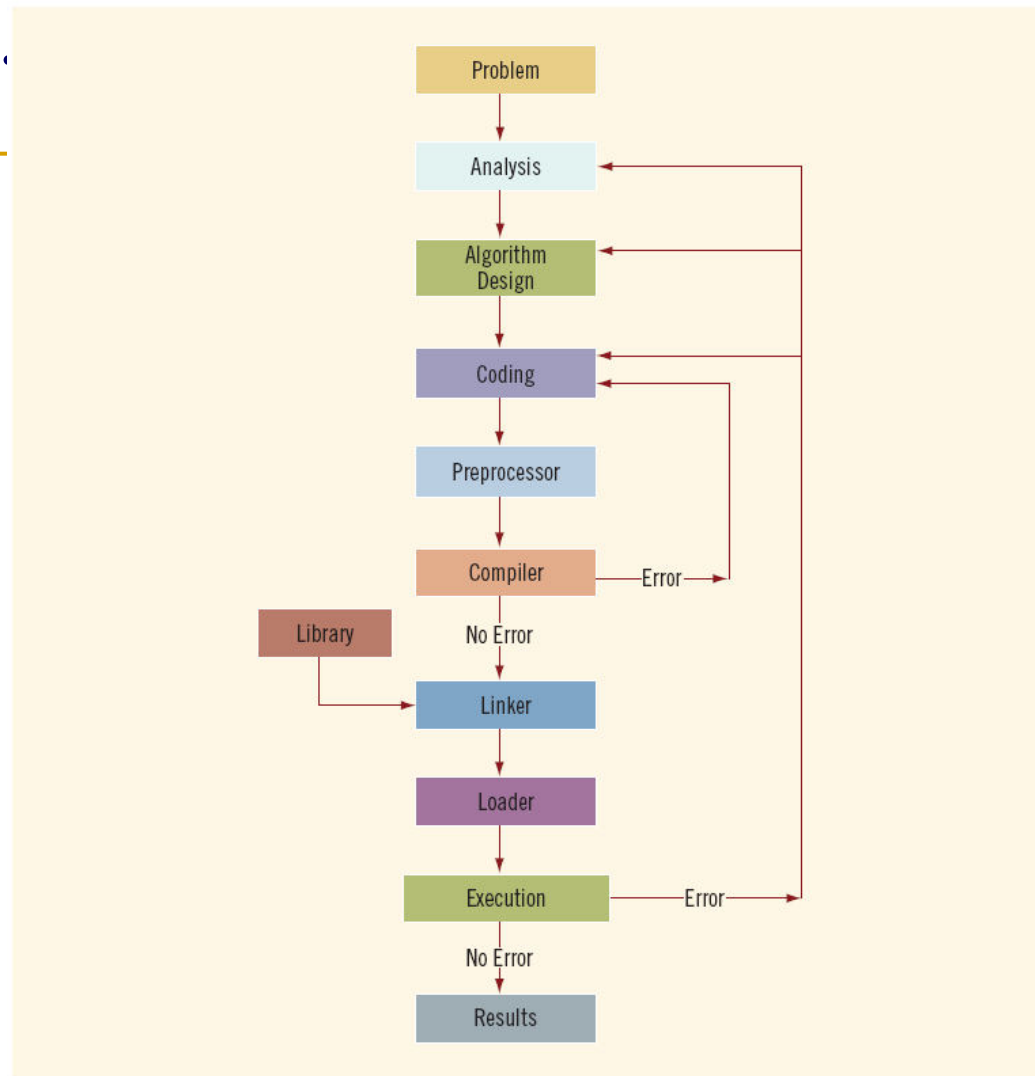 Problem
Analysis
Algorithm
Design
Coding
Preprocessor
Compiler
Error
Library
No Error
Linker
Loader
Execution
Error
No Error
Results